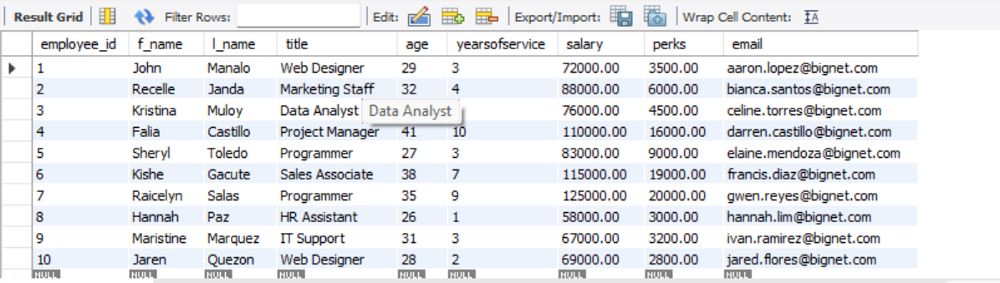 Result Grid Filter Rows: Edit: Export/Import: Wrap Cell Content: IA
employee_id f_name l_name title age yearsofservice salary perks email
1 John Manalo Web Designer 29 3 72000.00 3500.00 aaron.lopez@bignet.com
2 Recelle Janda Marketing Staff 32 4 88000.00 6000.00 bianca.santos@bignet.com
3 Kristina Muloy Data Analyst Data Analyst 76000.00 4500.00 celine.torres@bignet.com
4 Falia Castillo Project Manager 41 10 110000.00 16000.00 darren.castillo@bignet.com
5 Sheryl Toledo Programmer 27 3 83000.00 9000.00 elaine.mendoza@bignet.com
6 Kishe Gacute Sales Associate 38 7 115000.00 19000.00 francis.diaz@bignet.com
7 Raicelyn Salas Programmer 35 9 125000.00 20000.00 gwen.reyes@bignet.com
8 Hannah Paz HR Assistant 26 1 58000.00 3000.00 hannah.lim@bignet.com
9 Maristine Marquez IT Support 31 3 67000.00 3200.00 ivan.ramirez@bignet.com
10 Jaren Quezon Web Designer 28 2 69000.00 2800.00 jared.flores@bignet.com
NULL NULL NULL NULL NULL NULL NULL NULL NULL